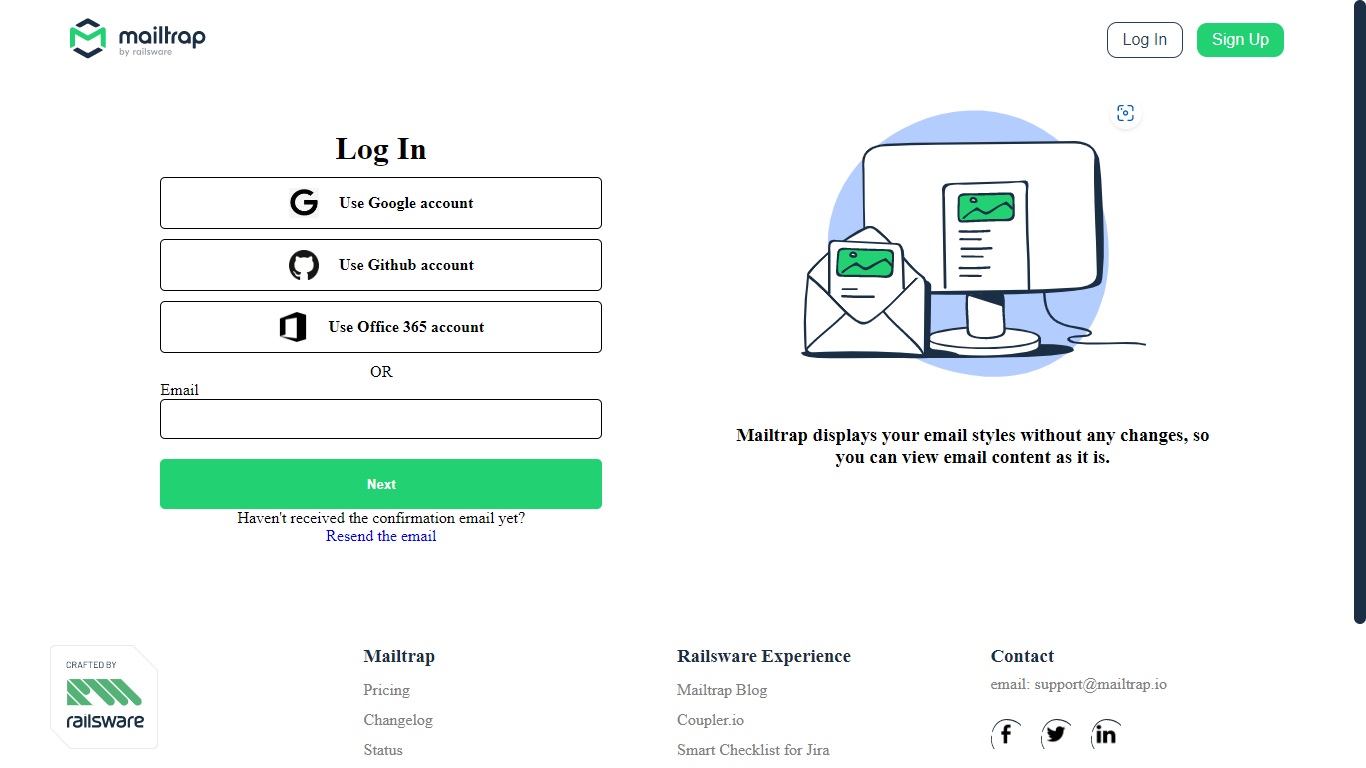 mailtrap
by railsware
Log In
Sign Up
Log In
Use Google account
Use Github account
Use Office 365 account
OR
Email
Next
Haven't received the confirmation email yet?
Resend the email
Mailtrap displays your email styles without any changes, so
you can view email content as it is.
CRAFTED BY
railsware
Mailtrap
Pricing
Changelog
Status
Railsware Experience
Mailtrap Blog
Coupler.io
Smart Checklist for Jira
Contact
email: support@mailtrap.io